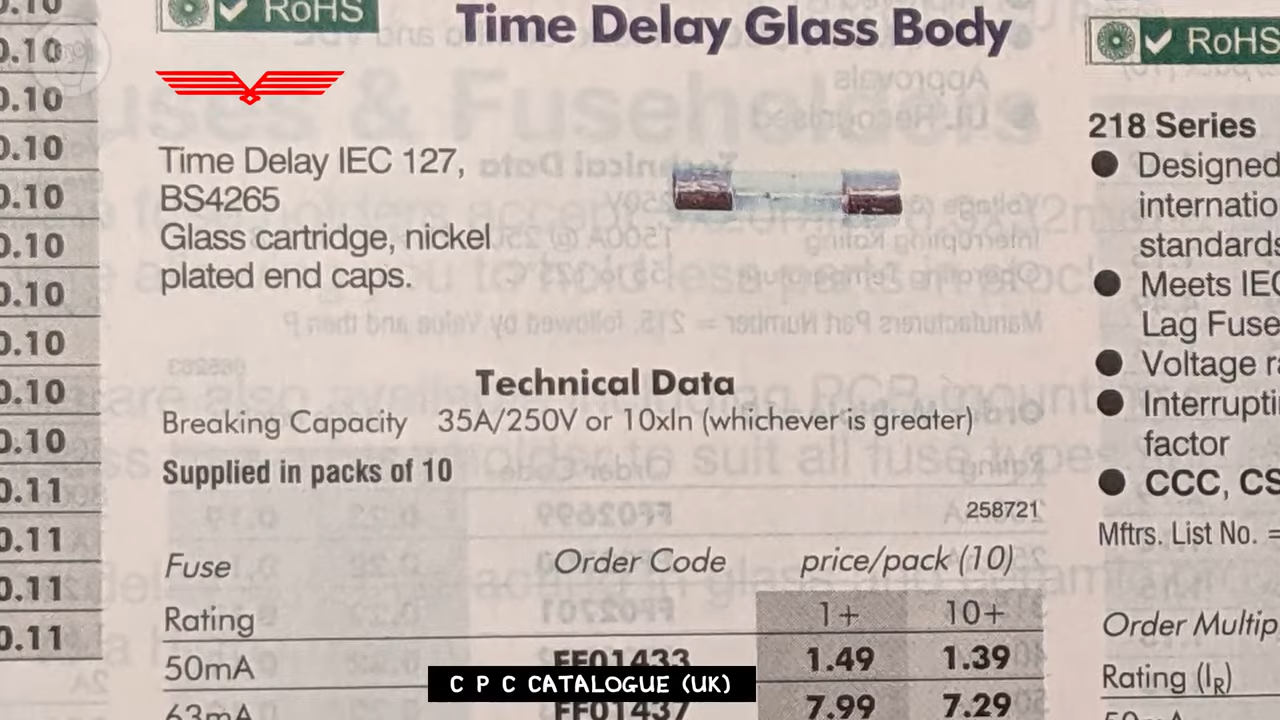 0.10
0.10
0.10
0.10
0.10
0.10
0.10
0.10
0.10
0.10
0.11
0.11
0.11
0.11
RoHS
Time Delay Glass Body
Time Delay IEC 127,
BS4265
Glass cartridge, nickel
plated end caps.
Technical Data
Breaking Capacity 35A/250V or 10xIn (whichever is greater)
Supplied in packs of 10
258721
Fuse Order Code price/pack (10)
Rating 1+ 10+
50mA FF01433 1.49 1.39
63mA FF01437 7.99 7.29
RoHS
218 Series
● Designed
internatio
standards
● Meets IEC
Lag Fuse
● Voltage ra
● Interrupti
factor
● CCC, CS
Mftrs. List No. =
Order Multip
Rating (IR)
C P C CATALOGUE (UK)